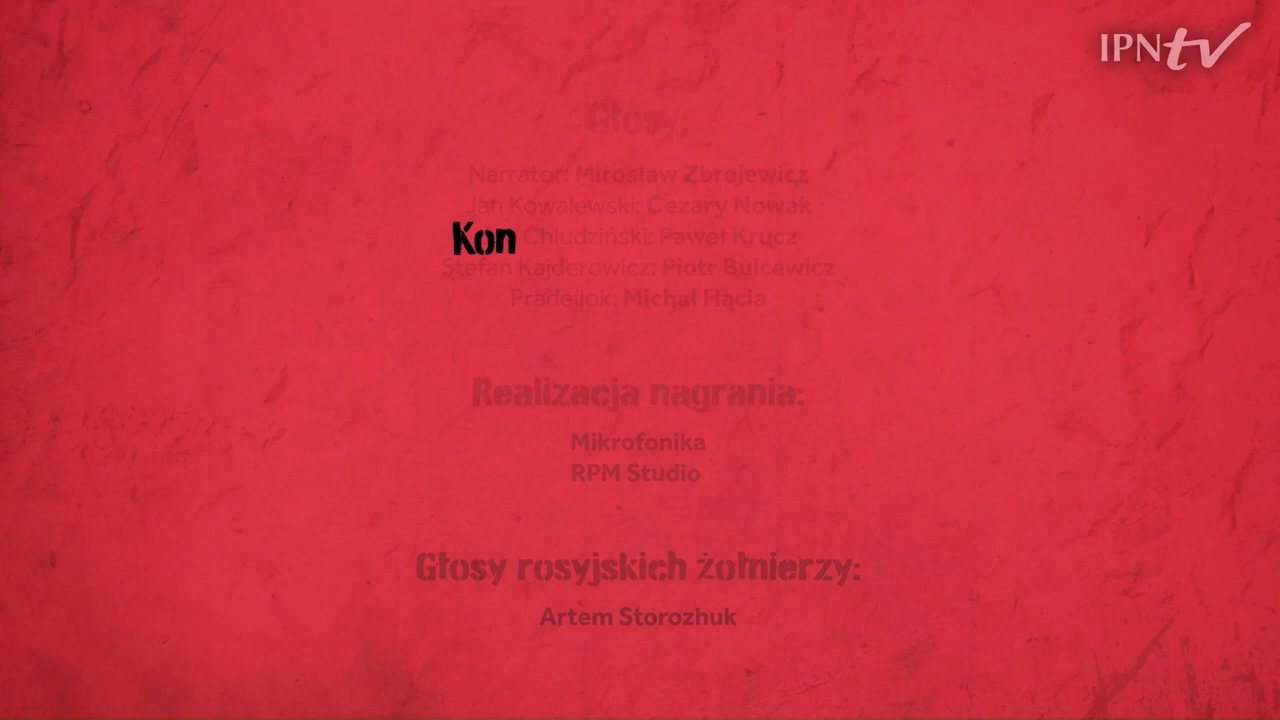 IPNtv
Głosy:
Narrator: Mirosław Zbrojewicz
Jan Kowalewski: Cezary Nowak
Kon
Chludziński: Paweł Krucz
Stefan Kajderowicz: Piotr Bulcewicz
Pradellok: Michał Hącia
Realizacja nagrania:
Mikrofonika
RPM Studio
Głosy rosyjskich żołnierzy:
Artem Storozhuk